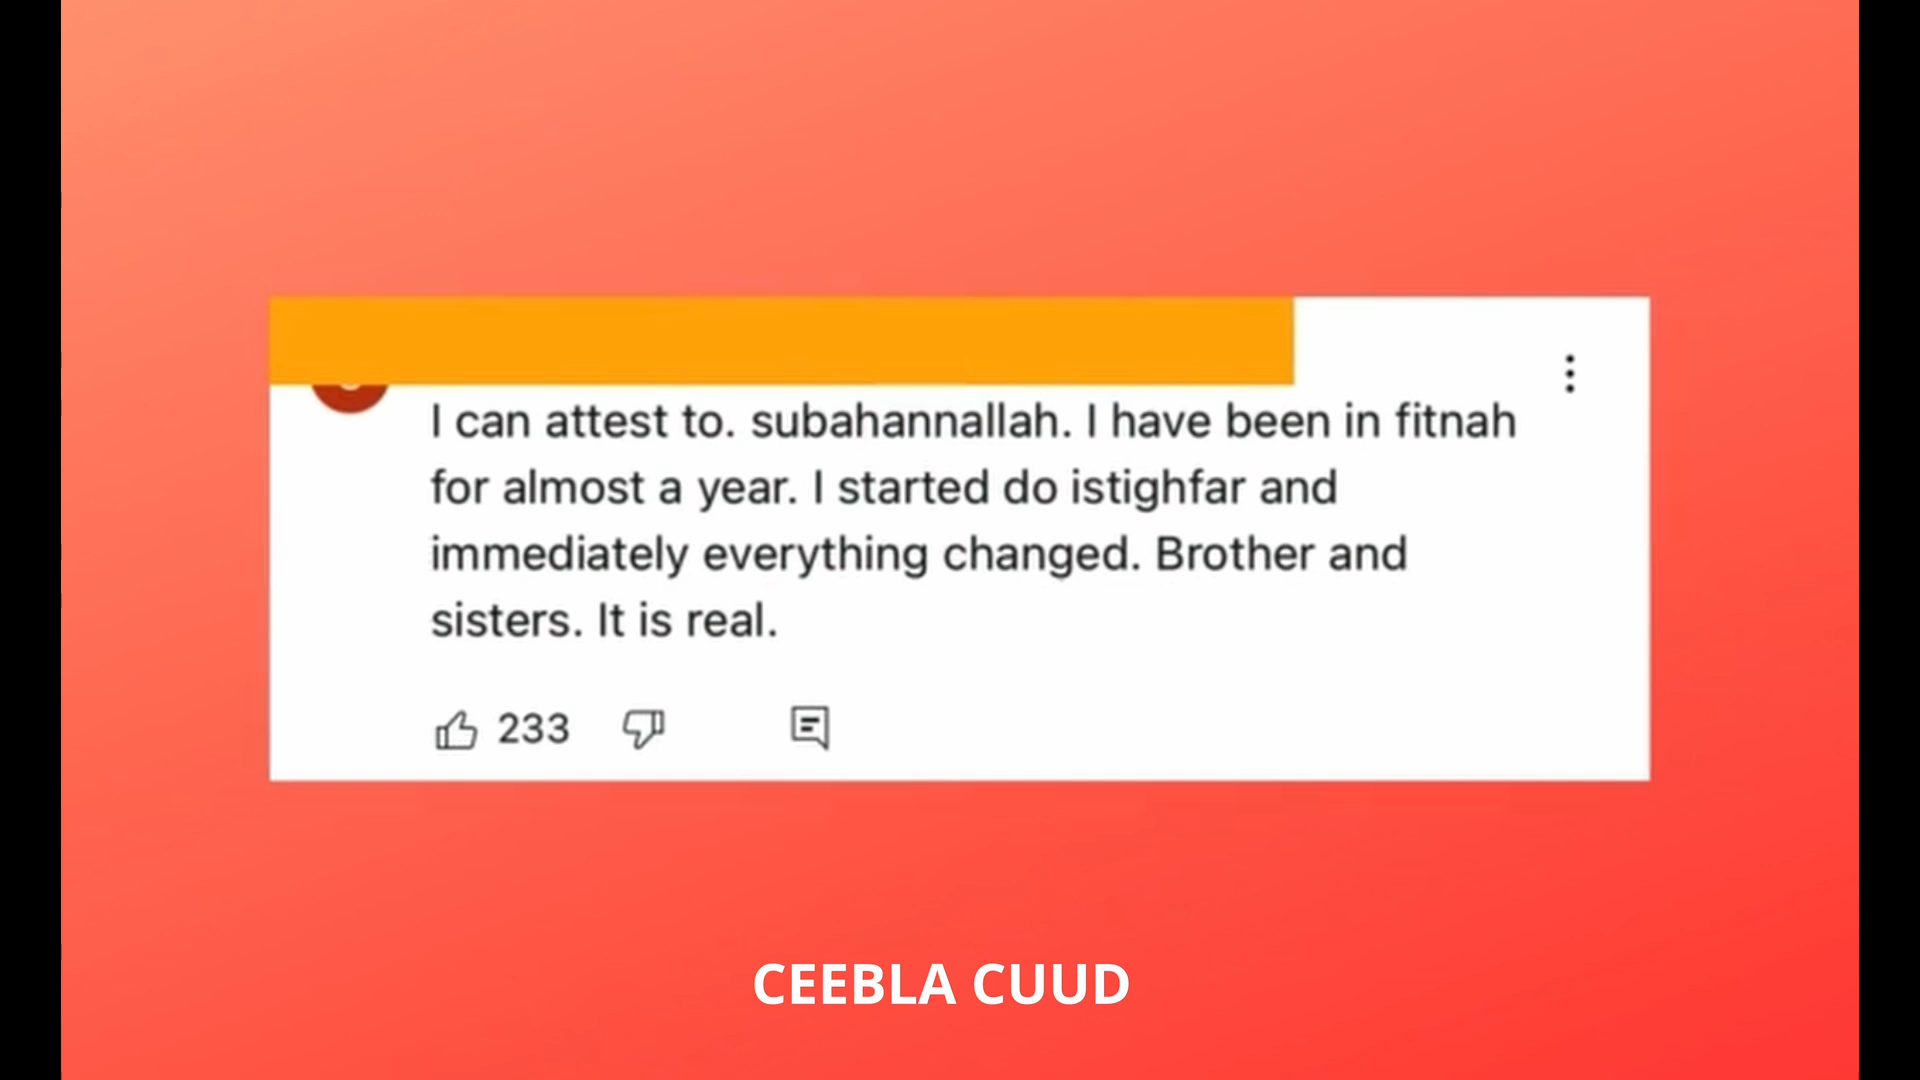 I can attest to. subahannallah. I have been in fitnah
for almost a year. I started do istighfar and
immediately everything changed. Brother and
sisters. It is real.
233
CEEBLA CUUD